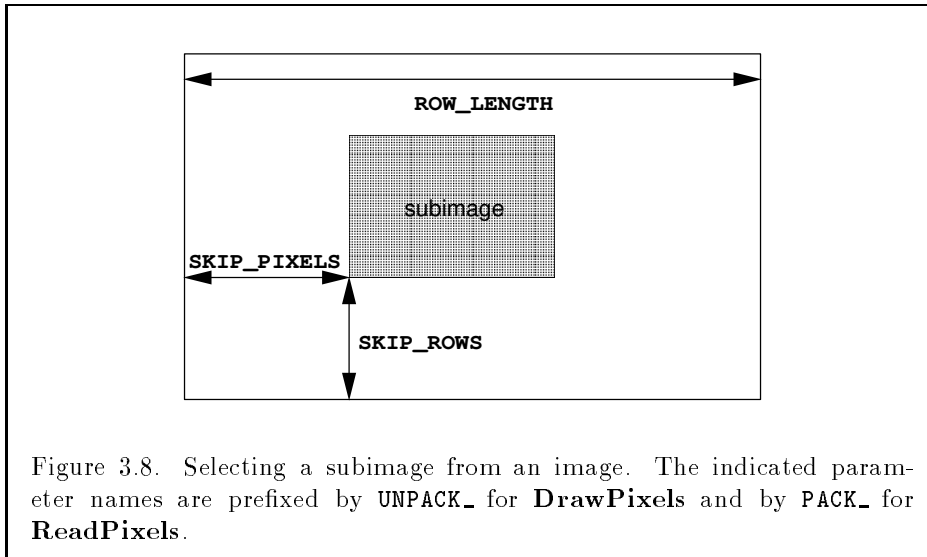 ROW_LENGTH
subimage
SKIP_PIXELS
SKIP_ROWS
Figure 3.8. Selecting a subimage from an image. The indicated param-
eter names are prefixed by UNPACK_ for DrawPixels and by PACK_ for
ReadPixels.